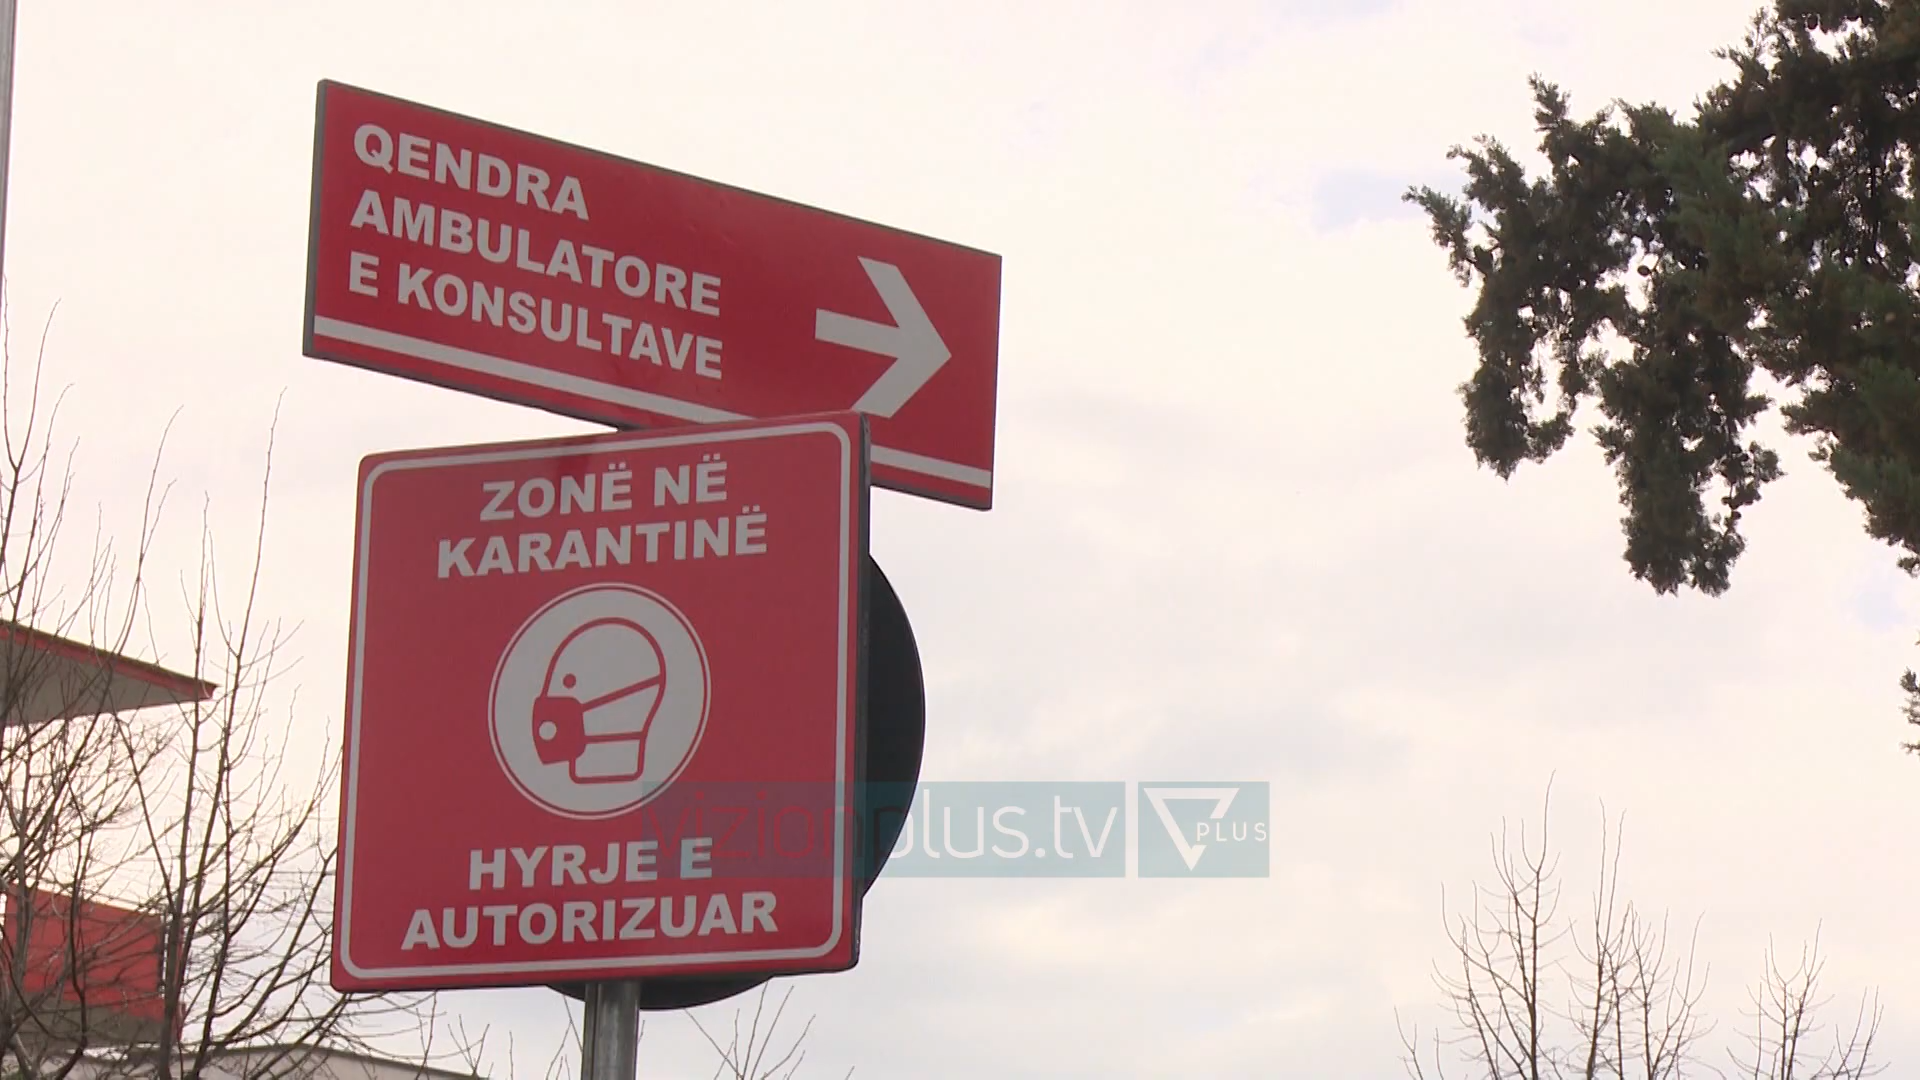 QENDRA
AMBULATORE
E KONSULTAVE
ZONË NË
KARANTINË
HYRJE E
AUTORIZUAR
vizionplus.tv
PLUS